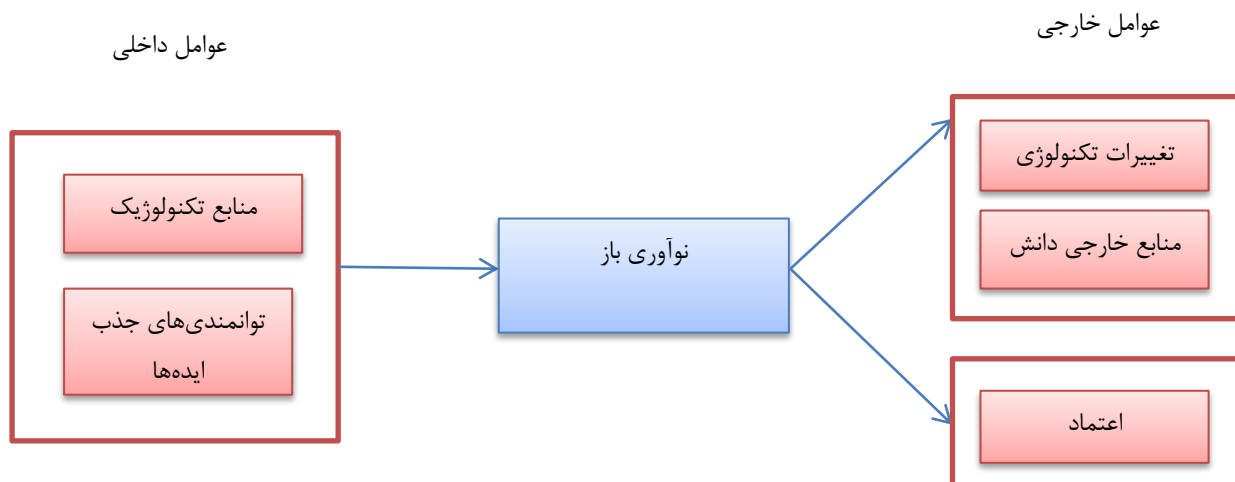 عوامل خارجی
عوامل داخلی
تغییرات تکنولوژی
منابع تکنولوژیک
منابع خارجی دانش
نوآوری باز
توانمندی‌های جذب
ایده‌ها
اعتماد